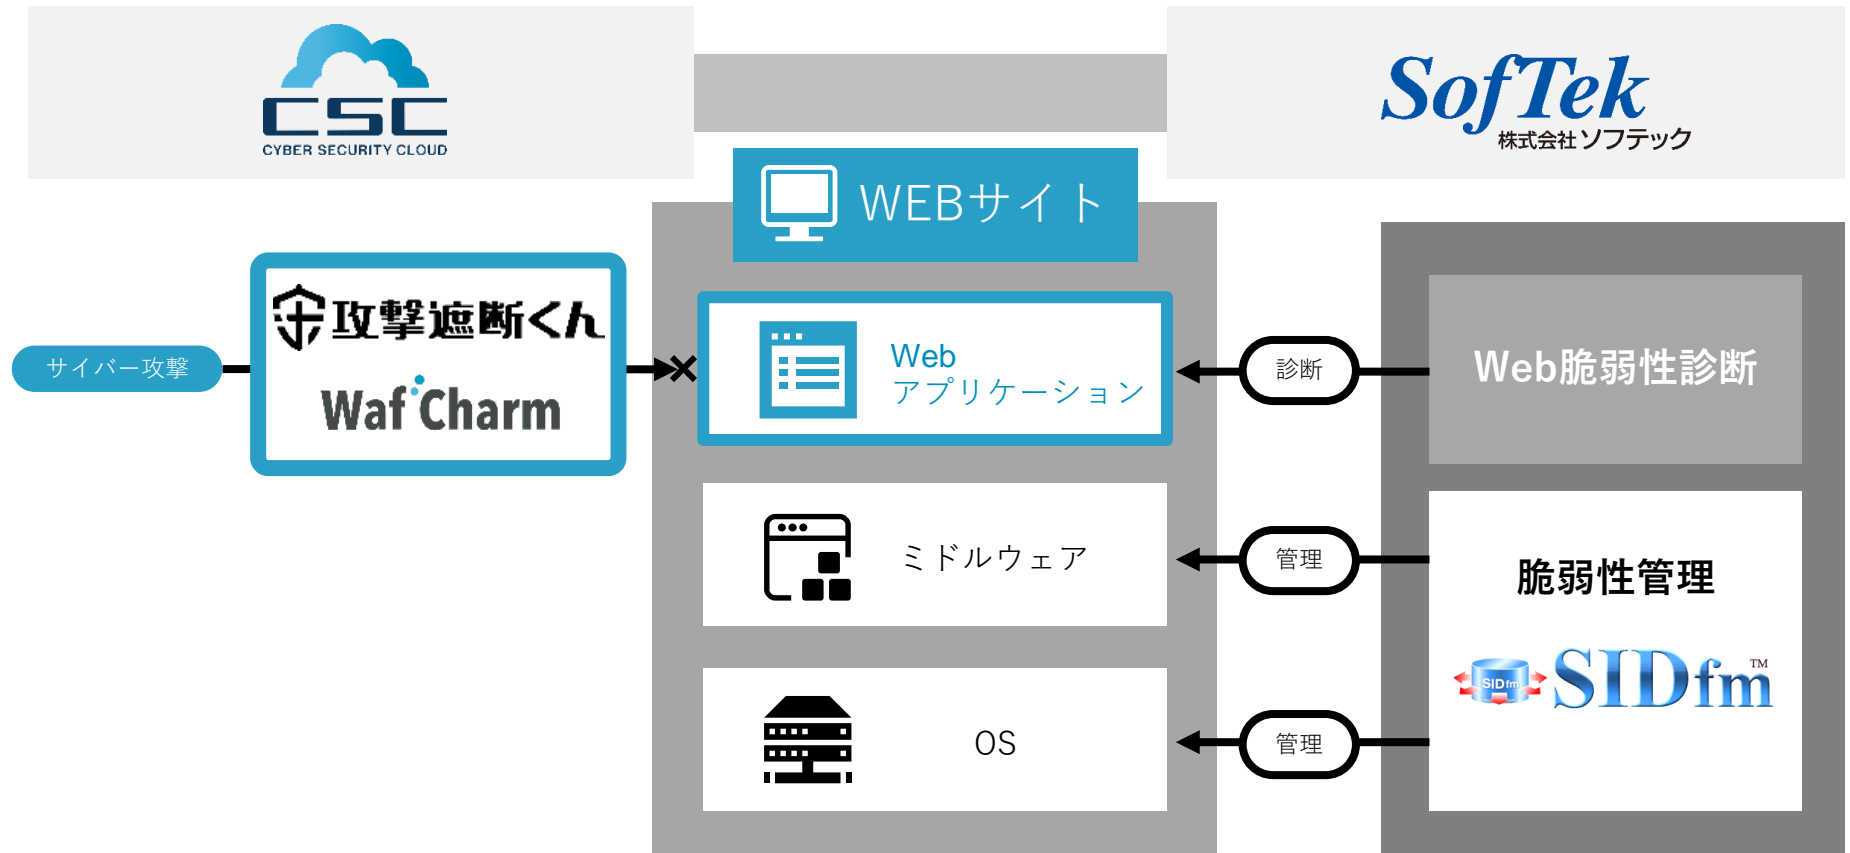 CSC
CYBER SECURITY CLOUD
SofTek
株式会社ソフテック
WEBサイト
サイバー攻撃
攻撃遮断くん
WafCharm
Web
アプリケーション
診断
Web脆弱性診断
ミドルウェア
管理
脆弱性管理
SIDfm
SIDfm™
OS
管理